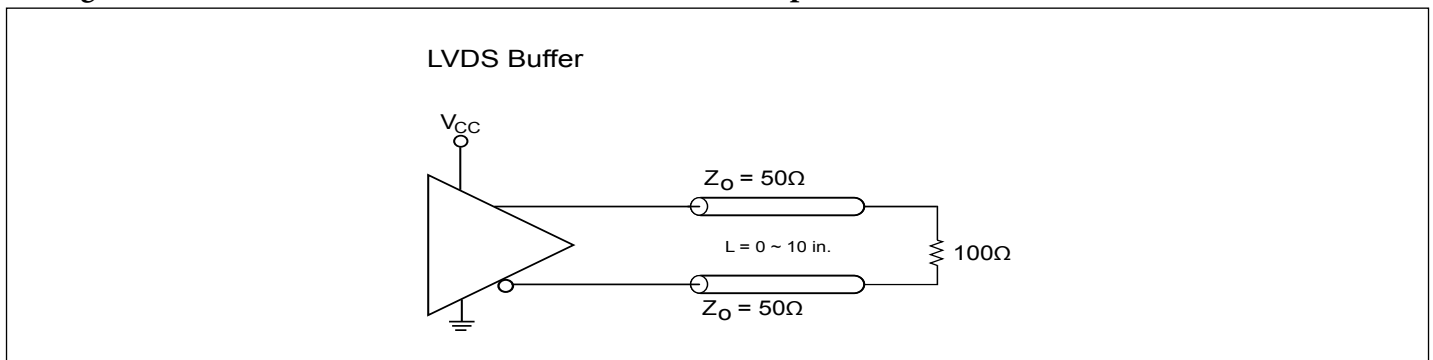 LVDS Buffer
VCC
ZO = 50Ω
L = 0 ~ 10 in.
100Ω
ZO = 50Ω